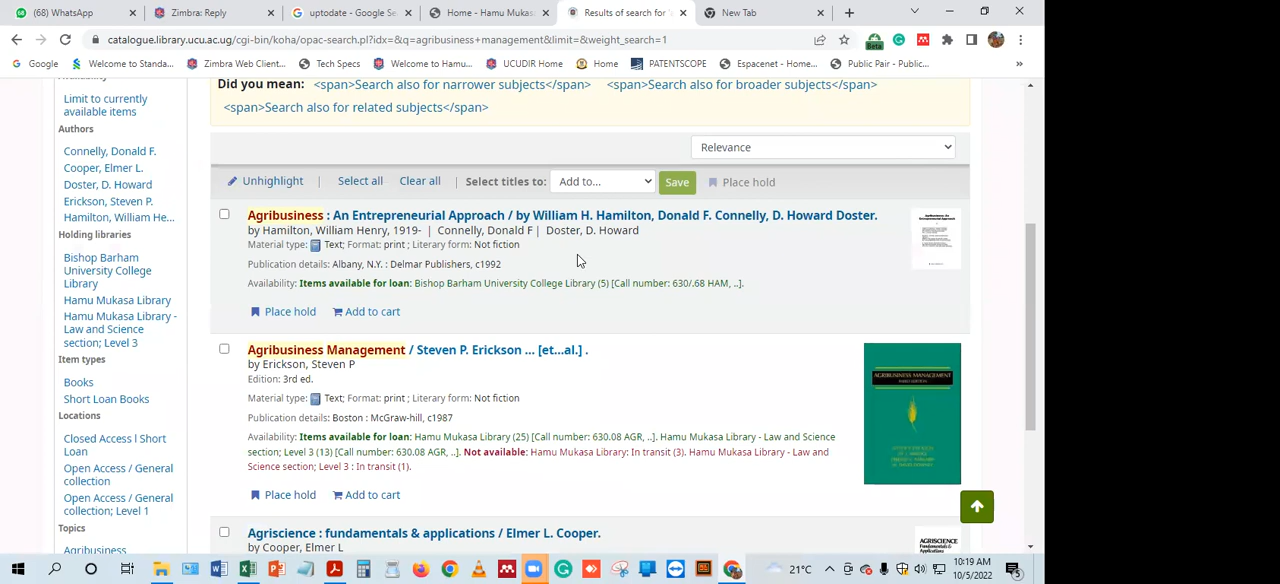 (68) WhatsApp
Zimbra: Reply
uptodate - Google Se
Home - Hamu Mukas
Results of search for '
New Tab
catalogue.library.ucu.ac.ug/cgi-bin/koha/opac-search.pl?idx=&q=agribusiness+management&limit=&weight_search=1
Beta
Google
Welcome to Standa...
Zimbra Web Client...
Tech Specs
Welcome to Hamu...
UCUDIR Home
Home
PATENTSCOPE
Espacenet - Home...
Public Pair - Public...
»
Limit to currently
available items
Authors
Connelly, Donald F.
Cooper, Elmer L.
Doster, D. Howard
Erickson, Steven P.
Hamilton, William He...
Holding libraries
Bishop Barham
University College
Library
Hamu Mukasa Library
Hamu Mukasa Library -
Law and Science
section; Level 3
Item types
Books
Short Loan Books
Locations
Closed Access l Short
Loan
Open Access / General
collection
Open Access / General
collection; Level 1
Topics
Agribusiness
Did you mean: <span>Search also for narrower subjects</span> <span>Search also for broader subjects</span>
<span>Search also for related subjects</span>
Relevance
Unhighlight | Select all Clear all | Select titles to: Add to... Save Place hold
Agribusiness : An Entrepreneurial Approach / by William H. Hamilton, Donald F. Connelly, D. Howard Doster.
by Hamilton, William Henry, 1919- | Connelly, Donald F | Doster, D. Howard
Material type: Text; Format: print ; Literary form: Not fiction
Publication details: Albany, N.Y. : Delmar Publishers, c1992
Availability: Items available for loan: Bishop Barham University College Library (5) [Call number: 630/.68 HAM, ..].
Place hold Add to cart
Agribusiness Management / Steven P. Erickson ... [et...al.] .
by Erickson, Steven P
Edition: 3rd ed.
Material type: Text; Format: print ; Literary form: Not fiction
Publication details: Boston : McGraw-hill, c1987
Availability: Items available for loan: Hamu Mukasa Library (25) [Call number: 630.08 AGR, ..]. Hamu Mukasa Library - Law and Science
section; Level 3 (13) [Call number: 630.08 AGR, ..]. Not available: Hamu Mukasa Library: In transit (3). Hamu Mukasa Library - Law and
Science section; Level 3 : In transit (1).
Place hold Add to cart
AGRIBUSINESS MANAGEMENT
Agriscience : fundamentals & applications / Elmer L. Cooper.
by Cooper, Elmer L
AGRISCIENCE
21°C
10:19 AM
10/5/2022
5